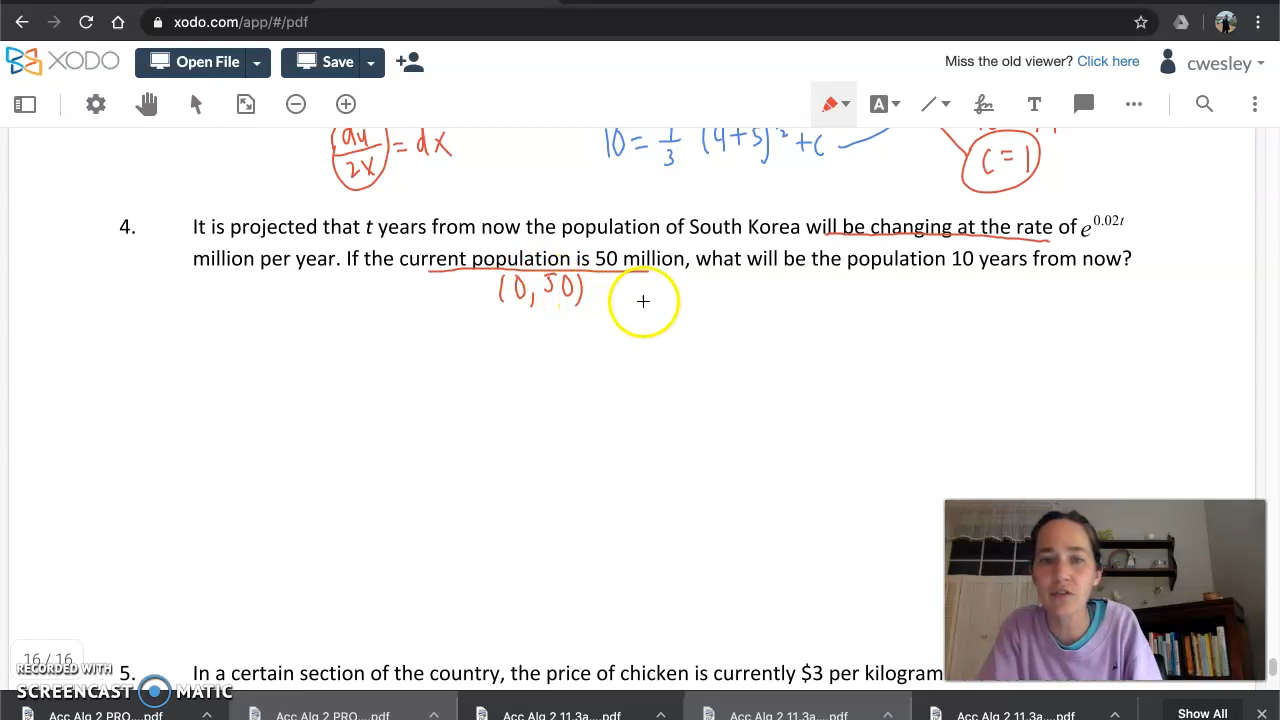 xodo.com/app/#/pdf
XODO
Open File
Save
Missing the old viewer? Click here
cwesley
A
T
= dx
2x
10 = 1/3 (4+5) + c
c = 1
4. It is projected that t years from now the population of South Korea will be changing at the rate of e^0.02t
million per year. If the current population is 50 million, what will be the population 10 years from now?
(0, 50)
16 / 16
5. In a certain section of the country, the price of chicken is currently $3 per kilogram
RECORDED WITH
SCREENCAST MATIC
Acc Alg 2 PRO....pdf
Acc Alg 2 PRO....pdf
Acc Alg 2 11.3a....pdf
Acc Alg 2 11.3a....pdf
Acc Alg 2 11.3a....pdf
Show All